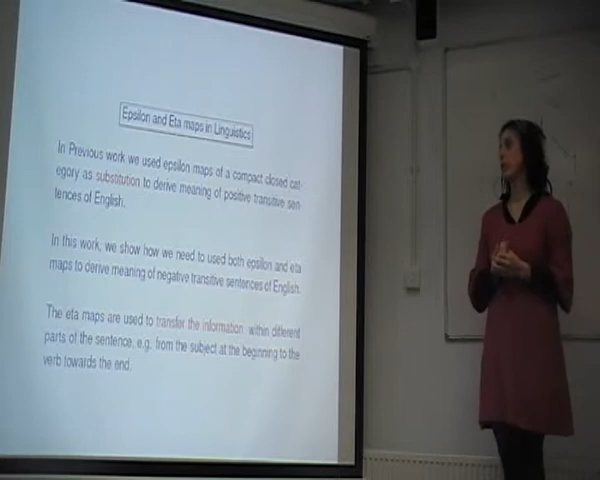 Epsilon and Eta maps in Linguistics
In Previous work we used epsilon maps of a compact closed cat-
egory as substitution to derive meaning of positive transitive sen-
tences of English.
In this work, we show how we need to used both epsilon and eta
maps to derive meaning of negative transitive sentences of English.
The eta maps are used to transfer the information within different
parts of the sentence, e.g. from the subject at the beginning to the
verb towards the end.